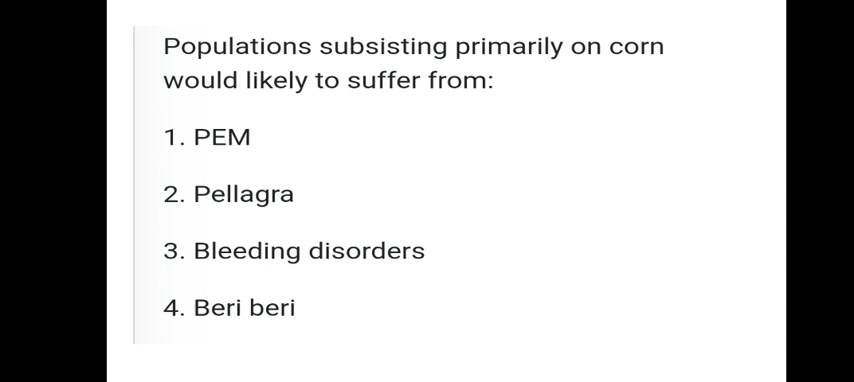 Populations subsisting primarily on corn
would likely to suffer from:
1. PEM
2. Pellagra
3. Bleeding disorders
4. Beri beri